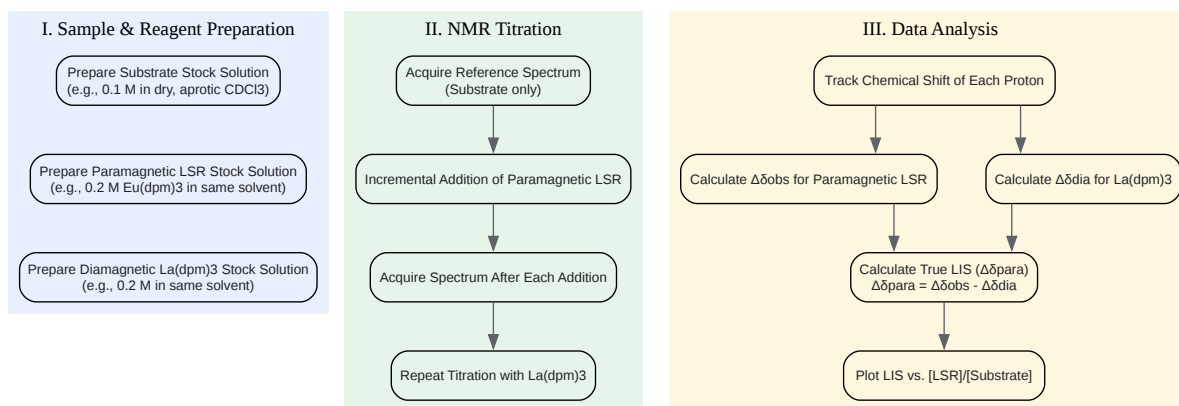 I. Sample & Reagent Preparation
Prepare Substrate Stock Solution
(e.g., 0.1 M in dry, aprotic CDCl3)
Prepare Paramagnetic LSR Stock Solution
(e.g., 0.2 M Eu(dpm)3 in same solvent)
Prepare Diamagnetic La(dpm)3 Stock Solution
(e.g., 0.2 M in same solvent)
II. NMR Titration
Acquire Reference Spectrum
(Substrate only)
Incremental Addition of Paramagnetic LSR
Acquire Spectrum After Each Addition
Repeat Titration with La(dpm)3
III. Data Analysis
Track Chemical Shift of Each Proton
Calculate Δδobs for Paramagnetic LSR
Calculate Δδdia for La(dpm)3
Calculate True LIS (Δδpara)
Δδpara = Δδobs - Δδdia
Plot LIS vs. [LSR]/[Substrate]